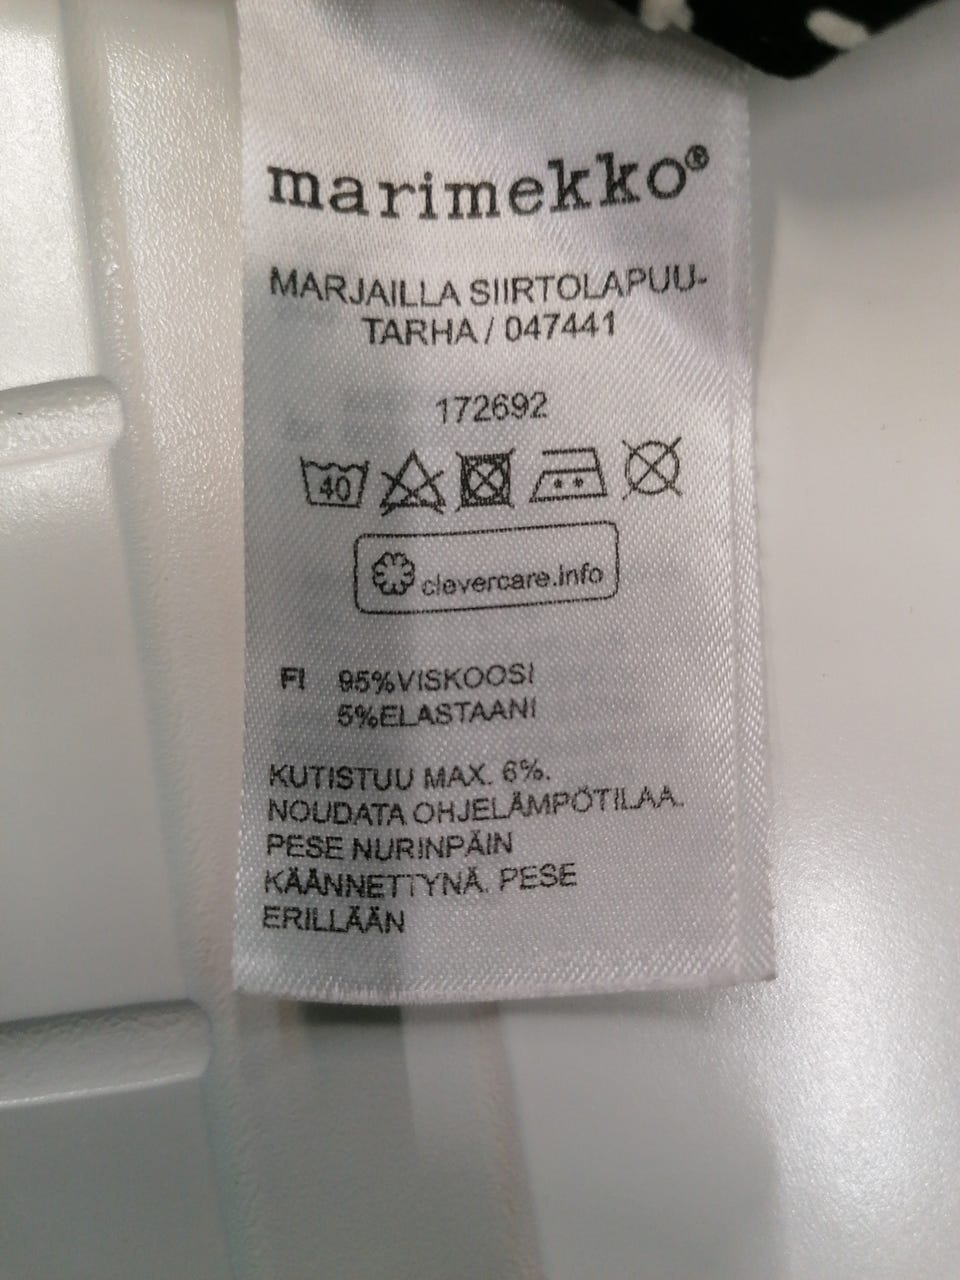 marimekko®
MARJAILLA SIIRTOLAPUU-
TARHA / 047441
172692
40
clevercare.info
FI 95%VISKOOSI
5%ELASTAANI
KUTISTUU MAX. 6%.
NOUDATA OHJELÄMPÖTILAA.
PESE NURINPÄIN
KÄÄNNETTYNÄ. PESE
ERILLÄÄN